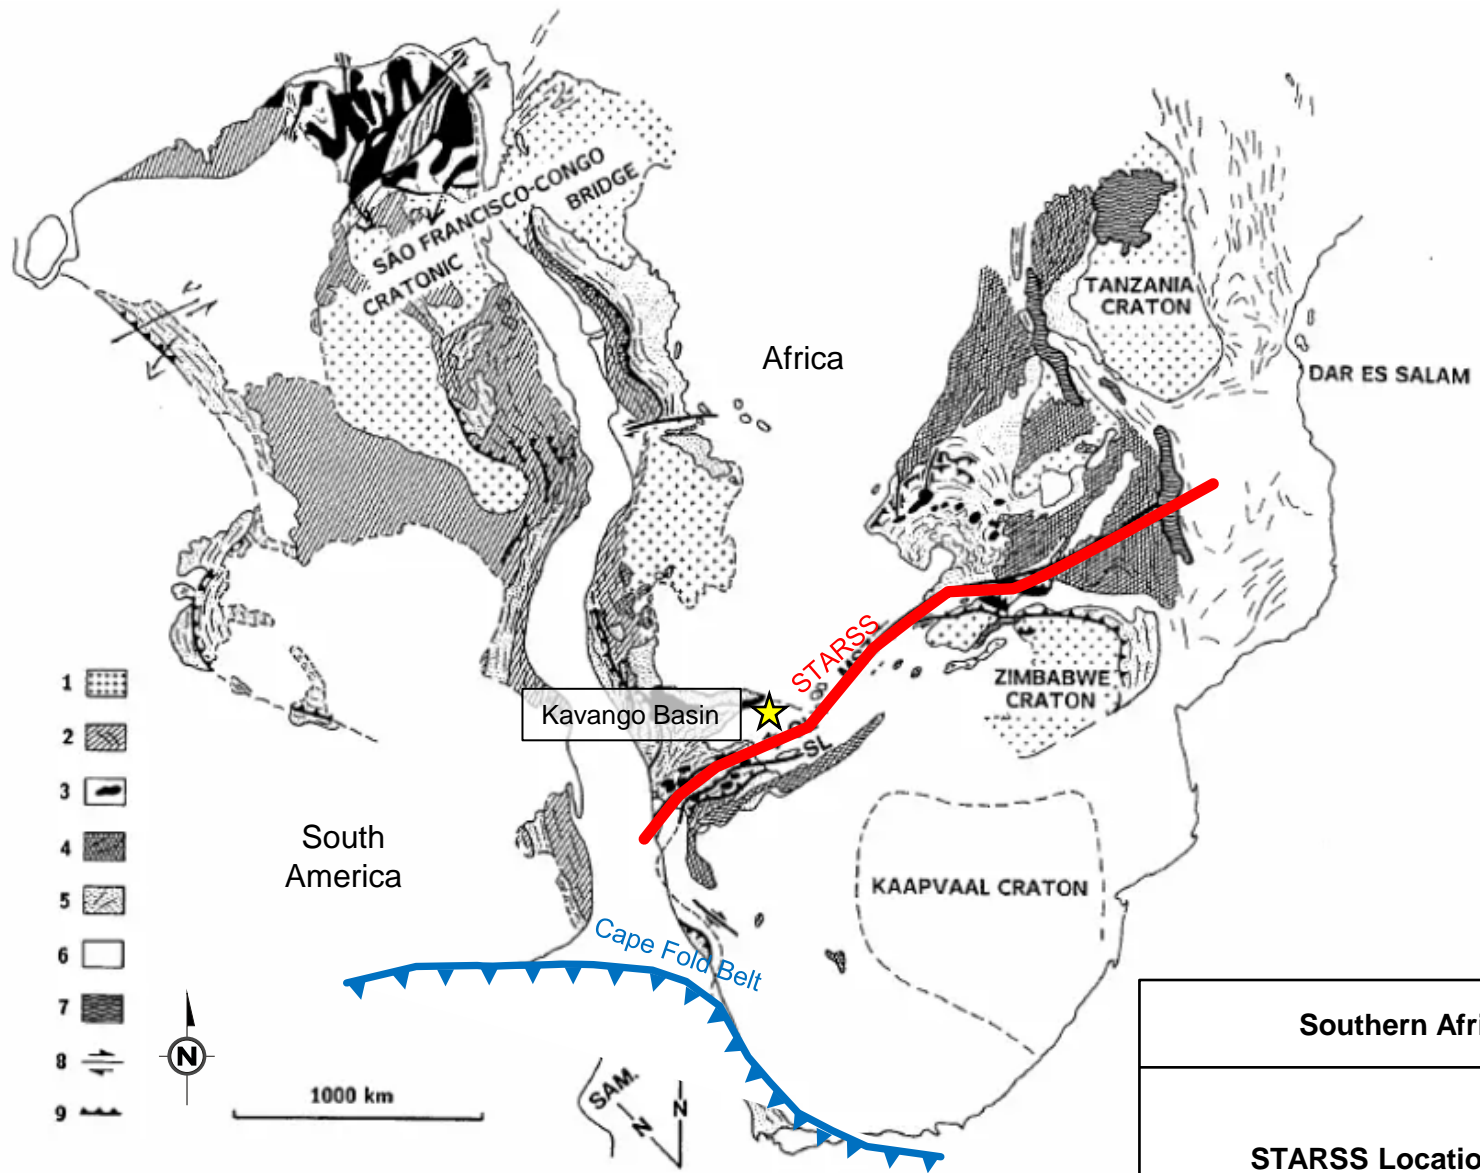 SÃO FRANCISCO-CONGO
BRIDGE
CRATONIC
TANZANIA
CRATON
Africa
DAR ES SALAM
STARSS
ZIMBABWE
CRATON
Kavango Basin
SL
1
2
3
4
5
6
7
8
9
South
America
KAAPVAAL CRATON
Cape Fold Belt
N
1000 km
SAM.
N
N
Southern Afri
STARSS Locatio